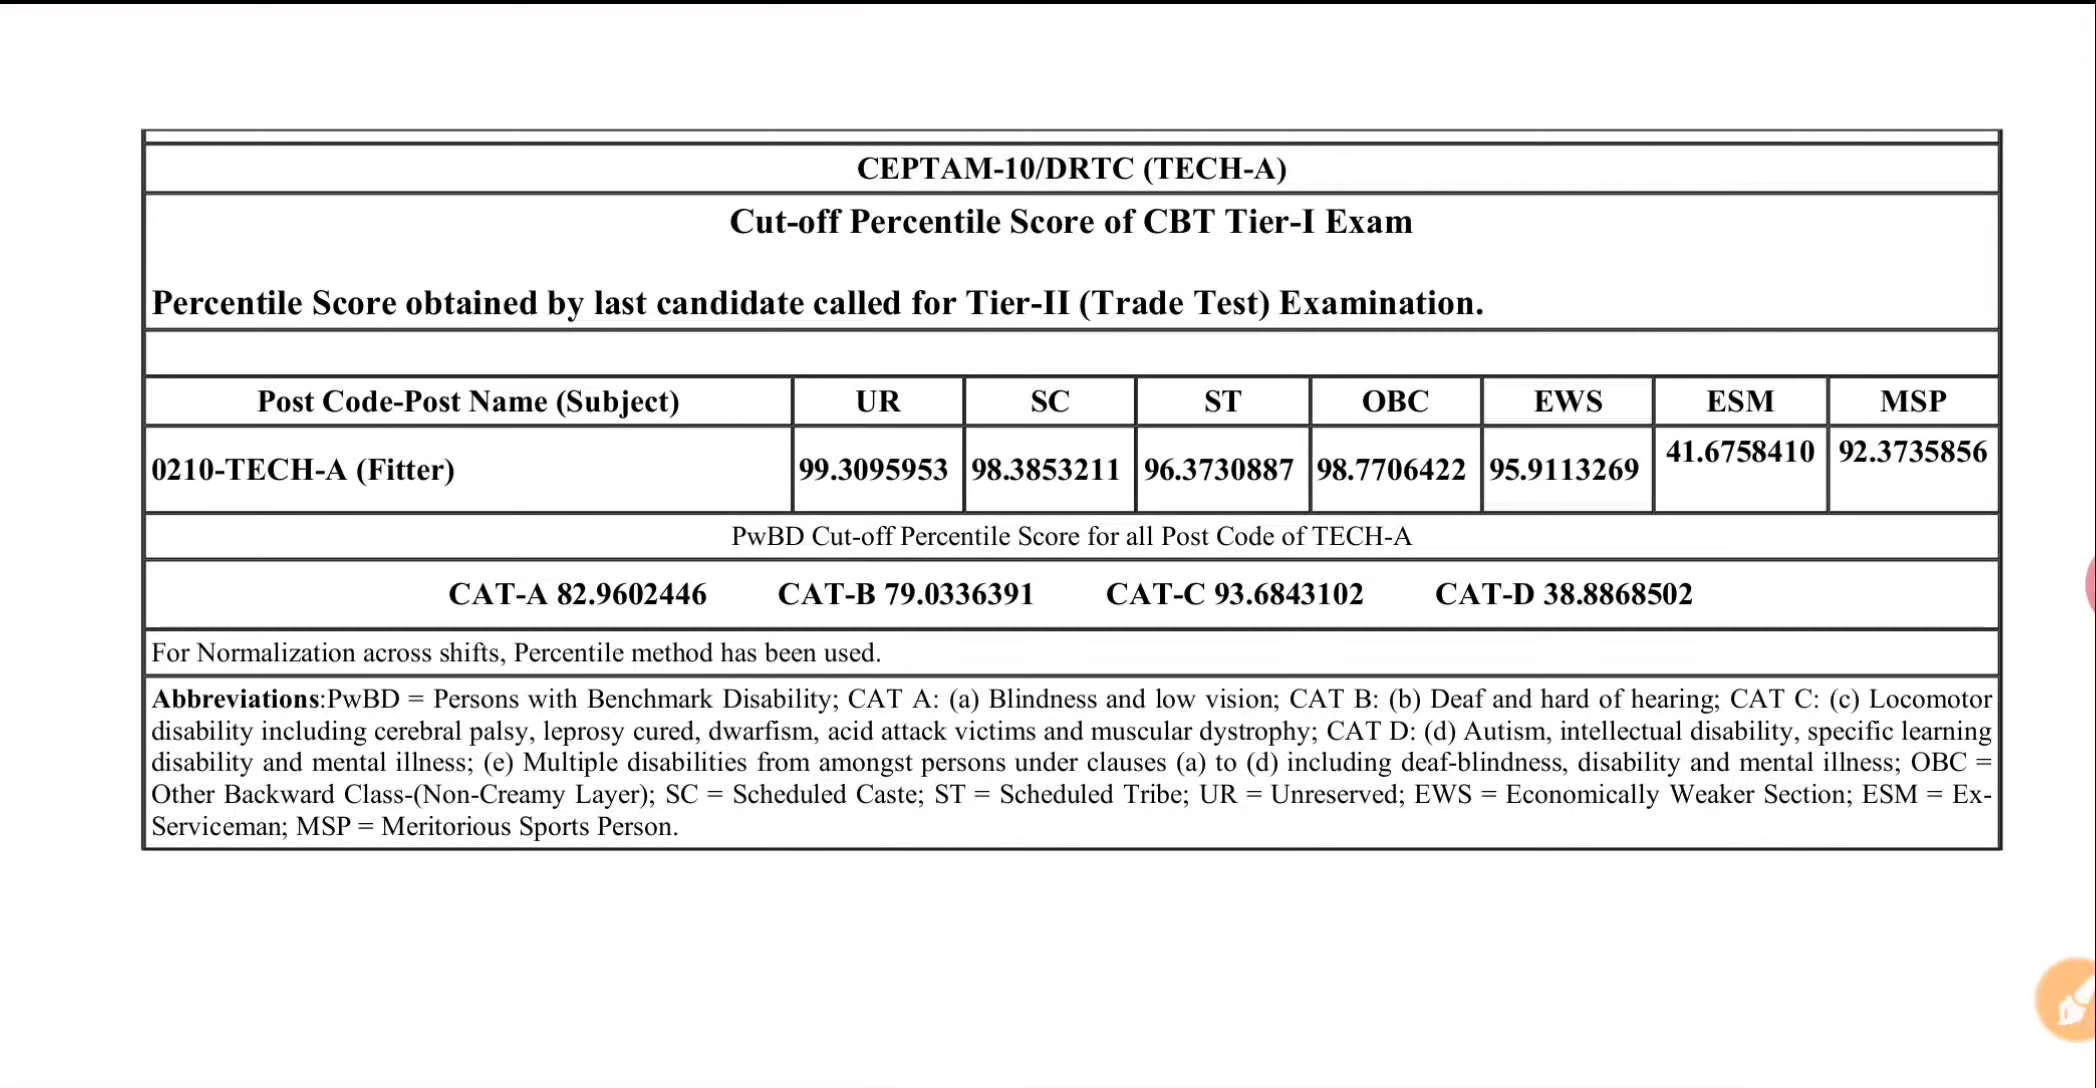 CEPTAM-10/DRTC (TECH-A)
Cut-off Percentile Score of CBT Tier-I Exam
Percentile Score obtained by last candidate called for Tier-II (Trade Test) Examination.
Post Code-Post Name (Subject) UR SC ST OBC EWS ESM MSP
0210-TECH-A (Fitter) 99.3095953 98.3853211 96.3730887 98.7706422 95.9113269 41.6758410 92.3735856
PwBD Cut-off Percentile Score for all Post Code of TECH-A
CAT-A 82.9602446 CAT-B 79.0336391 CAT-C 93.6843102 CAT-D 38.8868502
For Normalization across shifts, Percentile method has been used.
Abbreviations:PwBD = Persons with Benchmark Disability; CAT A: (a) Blindness and low vision; CAT B: (b) Deaf and hard of hearing; CAT C: (c) Locomotor
disability including cerebral palsy, leprosy cured, dwarfism, acid attack victims and muscular dystrophy; CAT D: (d) Autism, intellectual disability, specific learning
disability and mental illness; (e) Multiple disabilities from amongst persons under clauses (a) to (d) including deaf-blindness, disability and mental illness; OBC =
Other Backward Class-(Non-Creamy Layer); SC = Scheduled Caste; ST = Scheduled Tribe; UR = Unreserved; EWS = Economically Weaker Section; ESM = Ex-
Serviceman; MSP = Meritorious Sports Person.